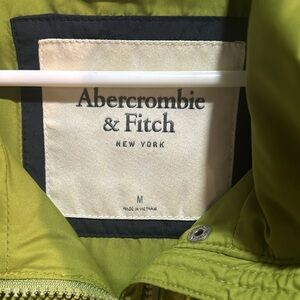 Abercrombie
& Fitch
NEW YORK
M
MADE IN VIETNAM